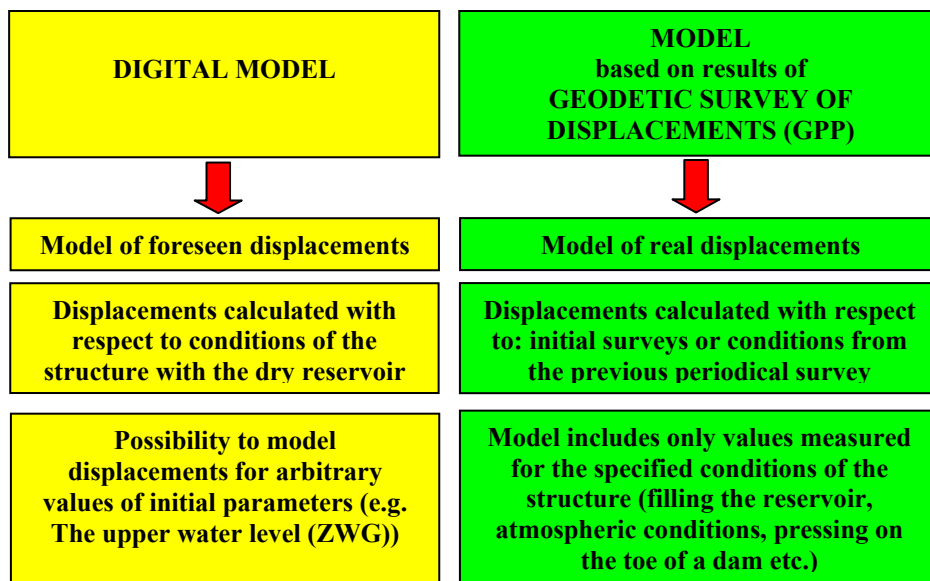 DIGITAL MODEL
MODEL
based on results of
GEODETIC SURVEY OF
DISPLACEMENTS (GPP)
Model of foreseen displacements
Model of real displacements
Displacements calculated with
respect to conditions of the
structure with the dry reservoir
Displacements calculated with respect
to: initial surveys or conditions from
the previous periodical survey
Possibility to model
displacements for arbitrary
values of initial parameters (e.g.
The upper water level (ZWG))
Model includes only values measured
for the specified conditions of the
structure (filling the reservoir,
atmospheric conditions, pressing on
the toe of a dam etc.)